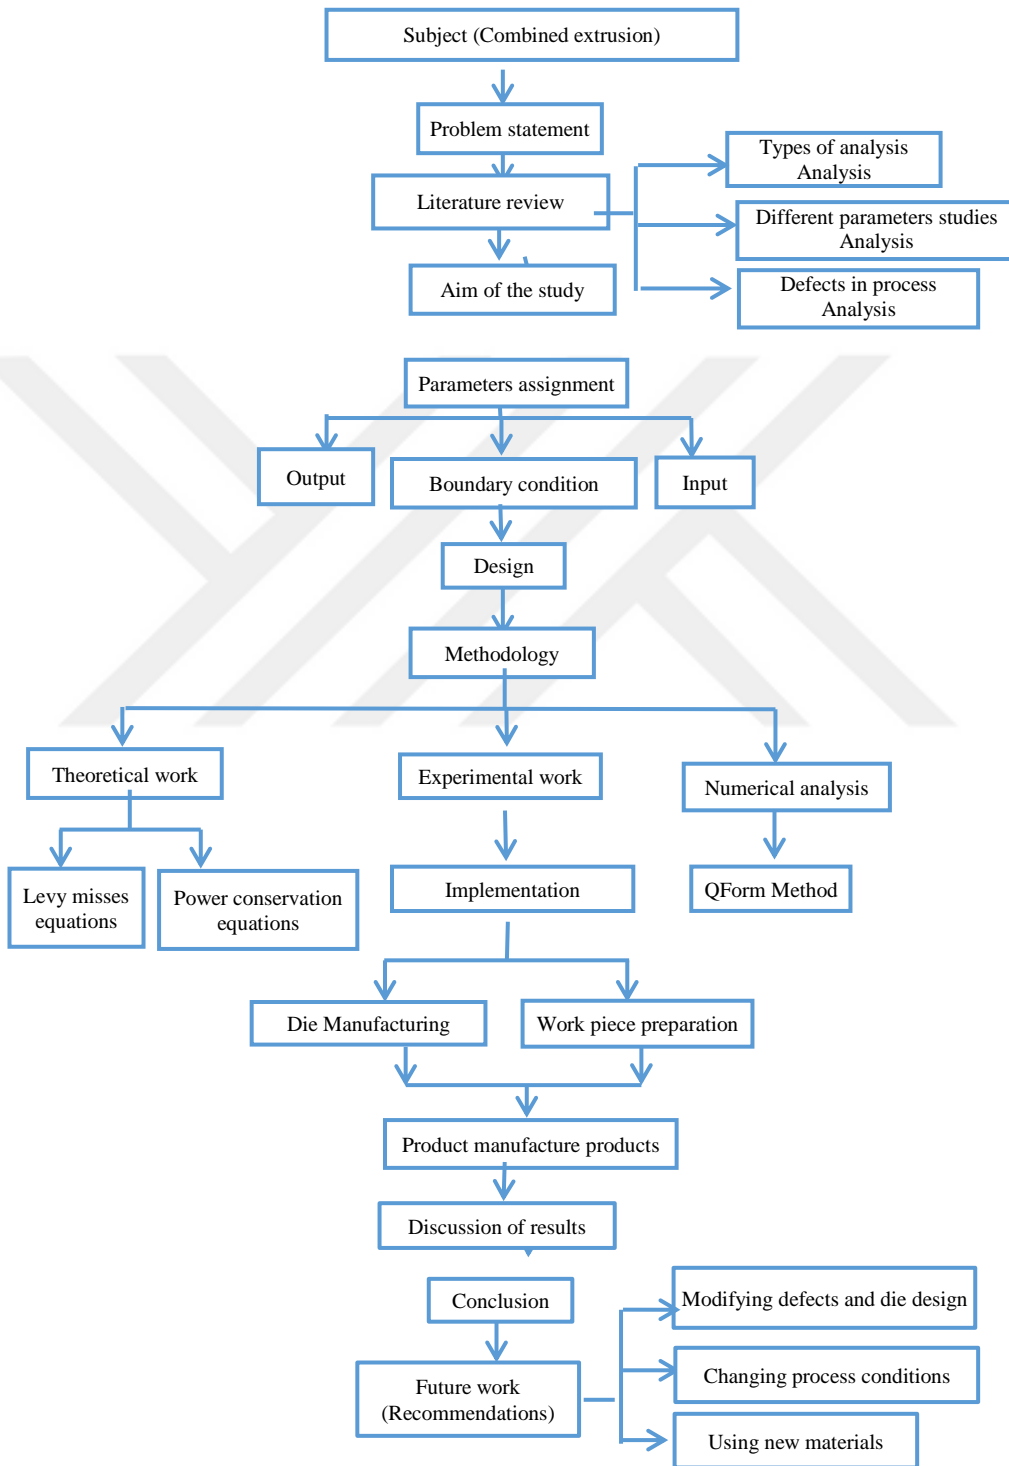 Subject (Combined extrusion)
Problem statement
Literature review
Types of analysis
Analysis
Different parameters studies
Analysis
Defects in process
Analysis
Aim of the study
Parameters assignment
Output
Boundary condition
Input
Design
Methodology
Theoretical work
Experimental work
Numerical analysis
Levy misses
equations
Power conservation
equations
Implementation
QForm Method
Die Manufacturing
Work piece preparation
Product manufacture products
Discussion of results
Conclusion
Modifying defects and die design
Future work
(Recommendations)
Changing process conditions
Using new materials